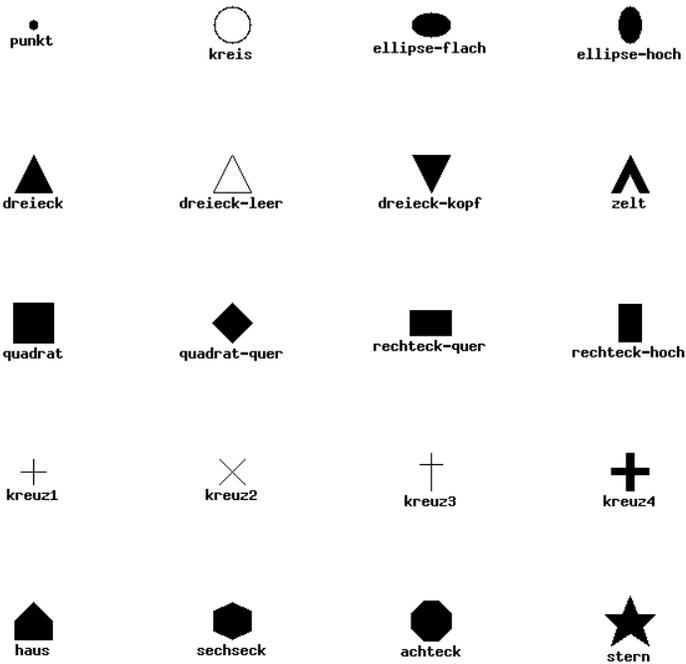 punkt
kreis
ellipse-flach
ellipse-hoch
dreieck
dreieck-leer
dreieck-kopf
zelt
quadrat
quadrat-quer
rechteck-quer
rechteck-hoch
kreuz1
kreuz2
kreuz3
kreuz4
haus
sechseck
achteck
stern